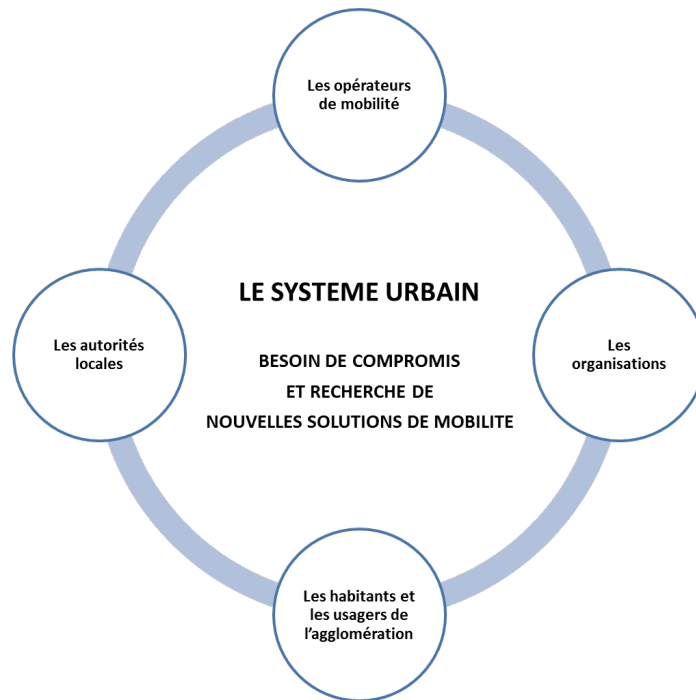 Les opérateurs
de mobilité
LE SYSTEME URBAIN
Les autorités
locales
Les
organisations
BESOIN DE COMPROMIS
ET RECHERCHE DE
NOUVELLES SOLUTIONS DE MOBILITE
Les habitants et
les usagers de
l’agglomération